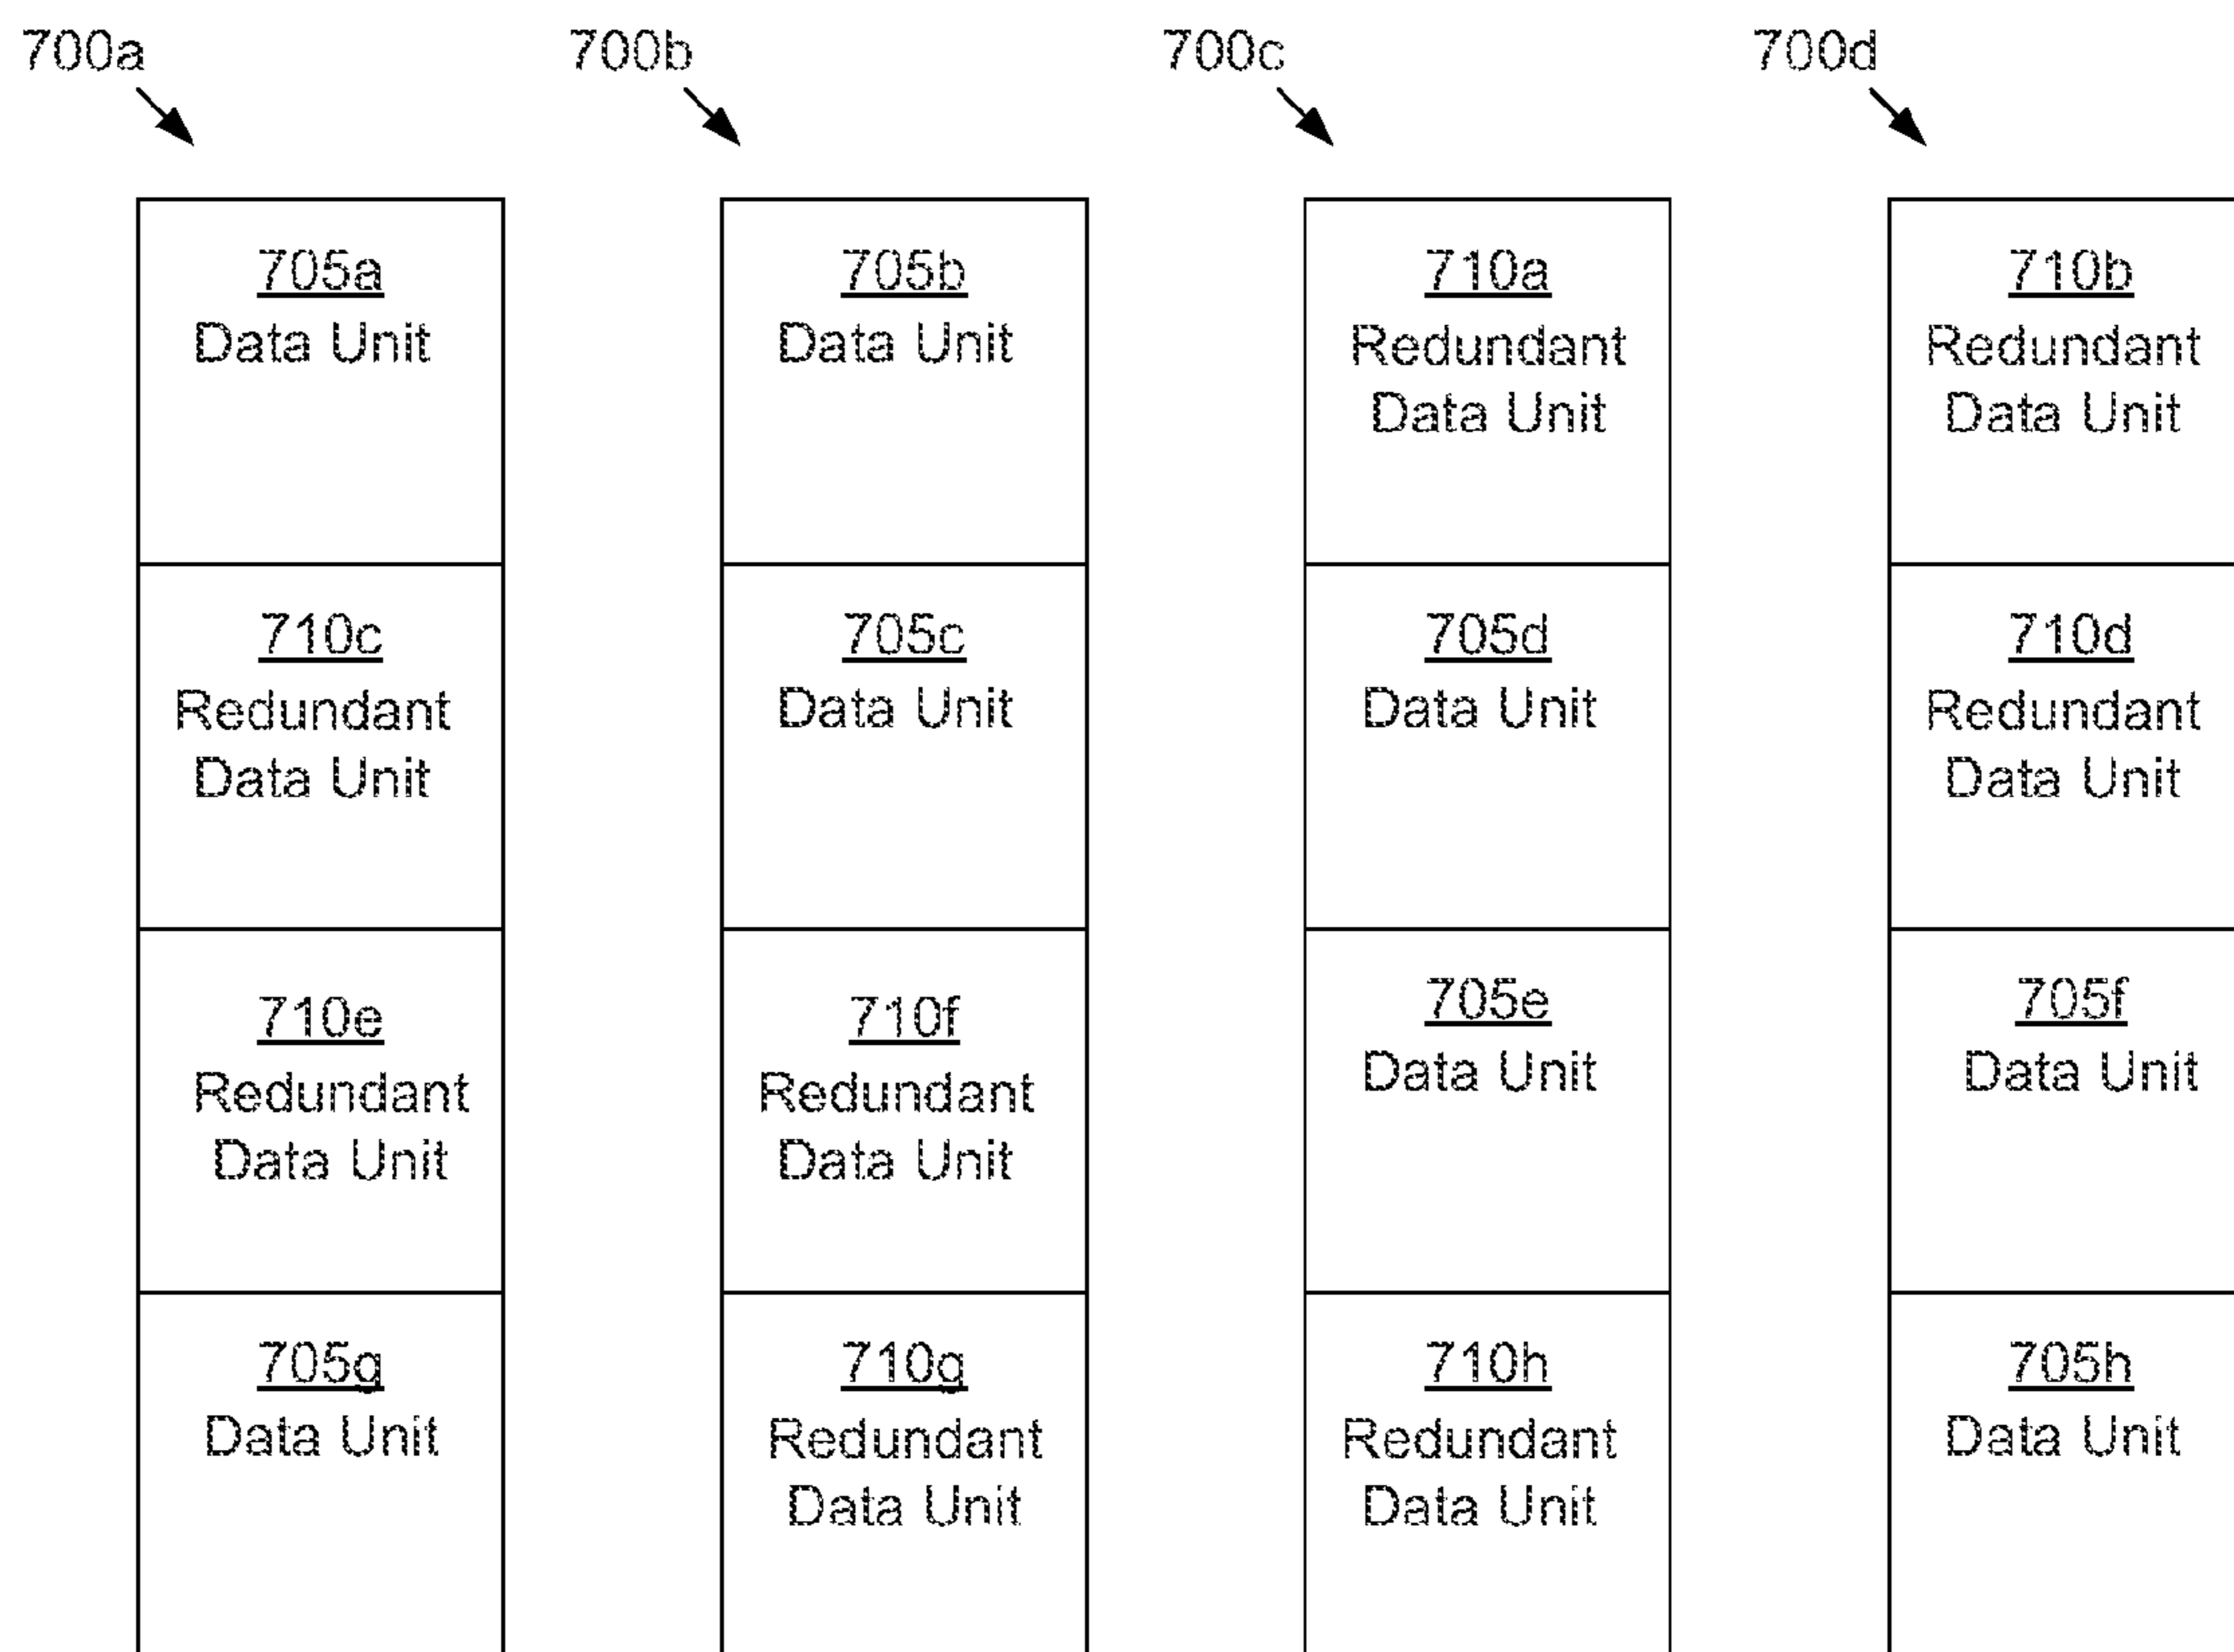 700a
700b
700c
700d
705a
Data Unit
705b
Data Unit
710a
Redundant
Data Unit
710b
Redundant
Data Unit
710c
Redundant
Data Unit
705c
Data Unit
705d
Data Unit
710d
Redundant
Data Unit
710e
Redundant
Data Unit
710f
Redundant
Data Unit
705e
Data Unit
705f
Data Unit
705g
Data Unit
710g
Redundant
Data Unit
710h
Redundant
Data Unit
705h
Data Unit